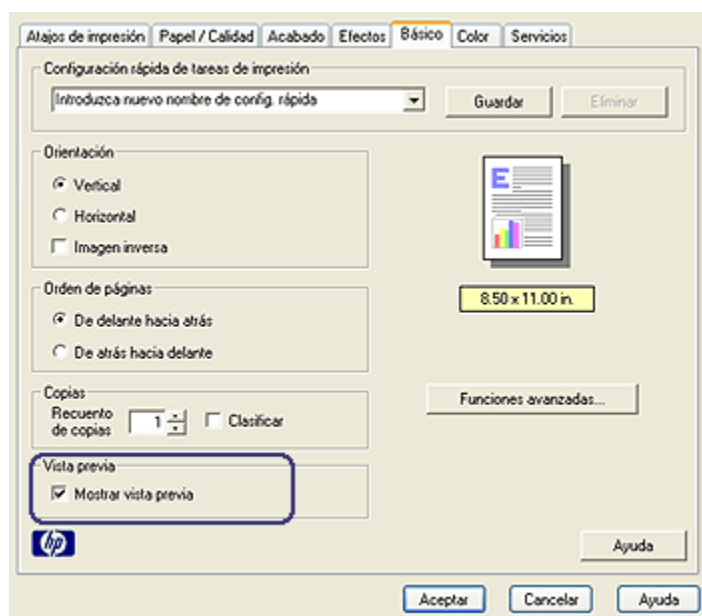 Atajos de impresión Papel / Calidad Acabado Efectos Básico Color Servicios
Configuración rápida de tareas de impresión
Introduzca nuevo nombre de config. rápida Guardar Eliminar
Orientación
Vertical
Horizontal
Imagen inversa
E
8.50 x 11.00 in.
Orden de páginas
De delante hacia atrás
De atrás hacia delante
Copias
Recuento
de copias 1 Clasificar
Funciones avanzadas...
Vista previa
Mostrar vista previa
hp Ayuda
Aceptar Cancelar Ayuda